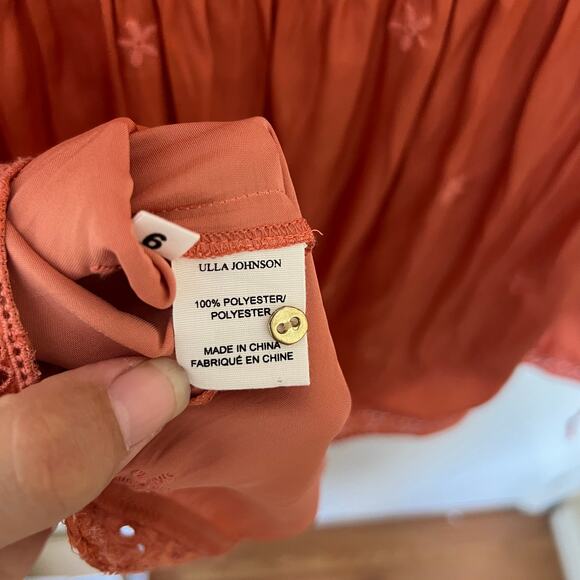 6
ULLA JOHNSON
100% POLYESTER/
POLYESTER
MADE IN CHINA
FABRIQUÉ EN CHINE